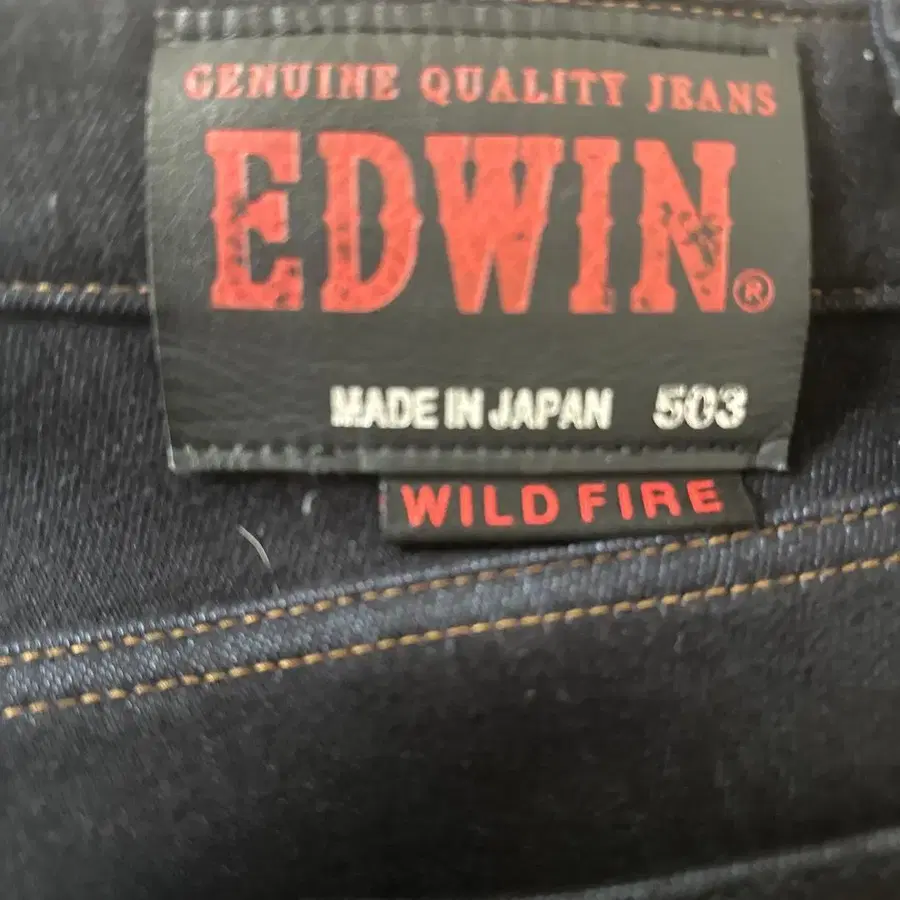 GENUINE QUALITY JEANS
EDWIN®
MADE IN JAPAN 503
WILD FIRE